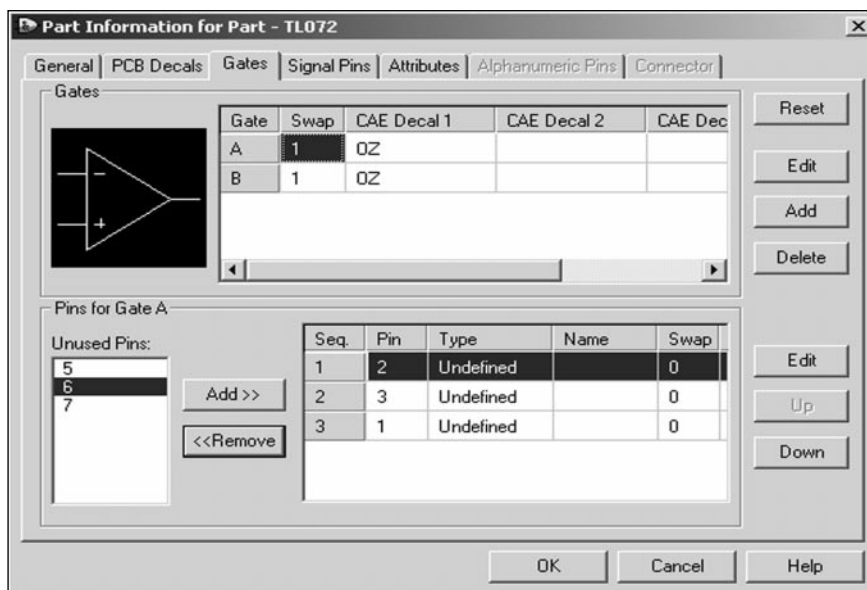 Part Information for Part - TL072
General PCB Decals Gates Signal Pins Attributes Alphanumeric Pins Connector
Gates
Gate Swap CAE Decal 1 CAE Decal 2 CAE Dec
A 1 OZ
B 1 OZ
Reset
Edit
Add
Delete
Pins for Gate A
Unused Pins:
5
6
7
Add >>
<<Remove
Seq. Pin Type Name Swap
1 2 Undefined 0
2 3 Undefined 0
3 1 Undefined 0
Edit
Up
Down
OK Cancel Help